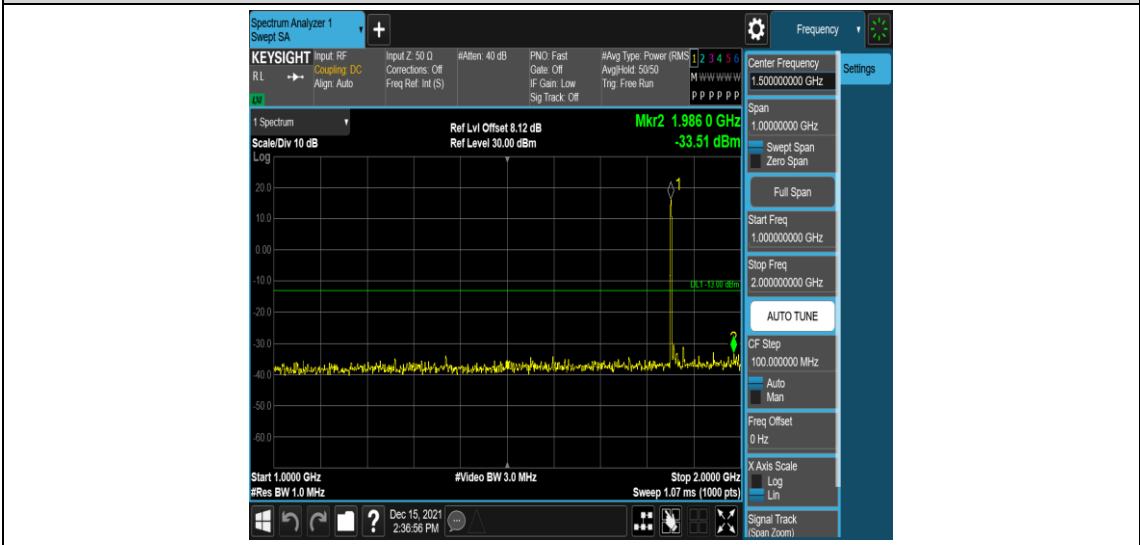 Spectrum Analyzer 1
Swept SA
+
Frequency
KEYSIGHT
RL
LXI
Input: RF
Coupling: DC
Align: Auto
Input Z: 50 Ω
Corrections: Off
Freq Ref: Int (S)
#Atten: 40 dB
PNO: Fast
Gate: Off
IF Gain: Low
Sig Track: Off
#Avg Type: Power (RMS
Avg|Hold: 50/50
Trig: Free Run
1 2 3 4 5 6
M W W W W W
P P P P P P
1 Spectrum
Scale/Div 10 dB
Log
Ref Lvl Offset 8.12 dB
Ref Level 30.00 dBm
Mkr2 1.986 0 GHz
-33.51 dBm
20.0
10.0
0.00
-10.0
-20.0
-30.0
-40.0
-50.0
-60.0
1
DL1 -13.00 dBm
2
Start 1.0000 GHz
#Res BW 1.0 MHz
#Video BW 3.0 MHz
Stop 2.0000 GHz
Sweep 1.07 ms (1000 pts)
?
Dec 15, 2021
2:36:56 PM
Center Frequency
1.500000000 GHz
Settings
Span
1.00000000 GHz
Swept Span
Zero Span
Full Span
Start Freq
1.000000000 GHz
Stop Freq
2.000000000 GHz
AUTO TUNE
CF Step
100.000000 MHz
Auto
Man
Freq Offset
0 Hz
X Axis Scale
Log
Lin
Signal Track
(Span Zoom)